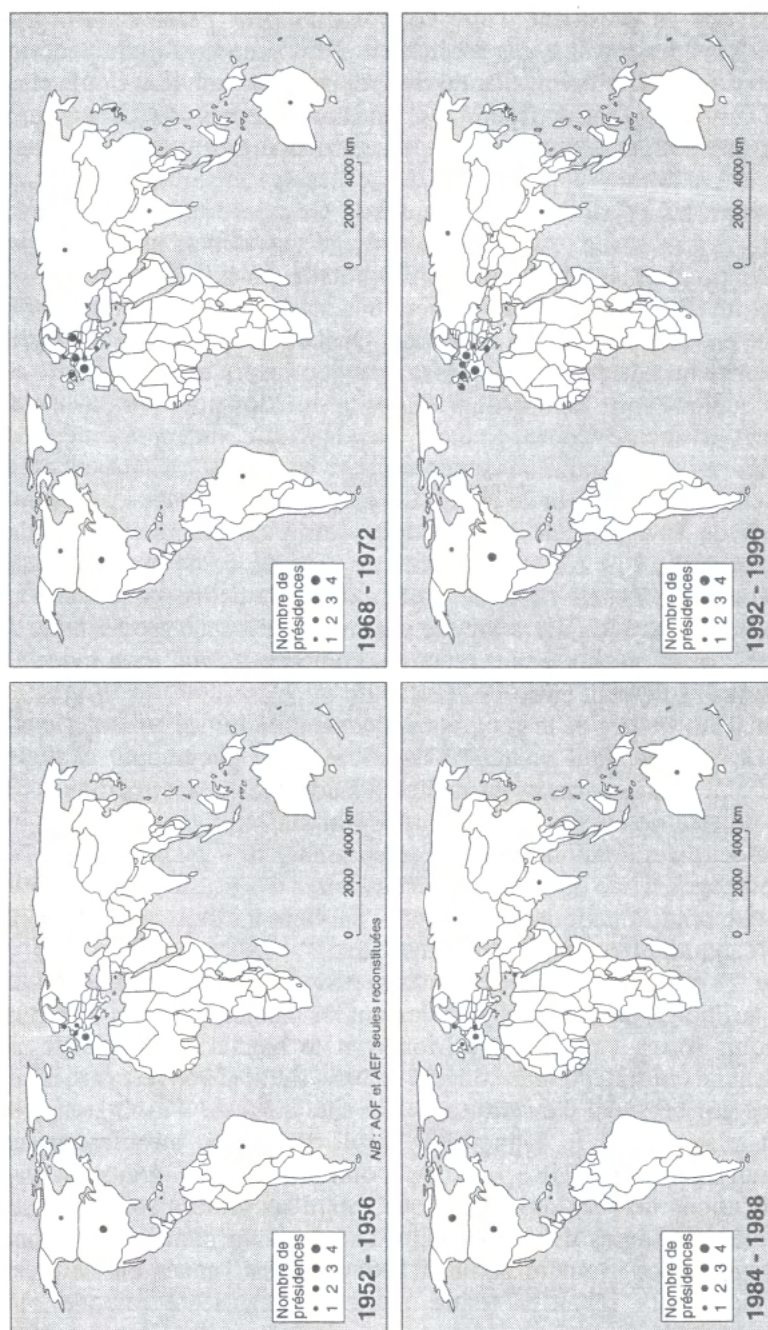 Nombre de
présidences
1 2 3 4
1952 - 1956
0 2000 4000 km
NB : AOF et AEF seules reconstituées
Nombre de
présidences
1 2 3 4
1968 - 1972
0 2000 4000 km
Nombre de
présidences
1 2 3 4
1984 - 1988
0 2000 4000 km
Nombre de
présidences
1 2 3 4
1992 - 1996
0 2000 4000 km